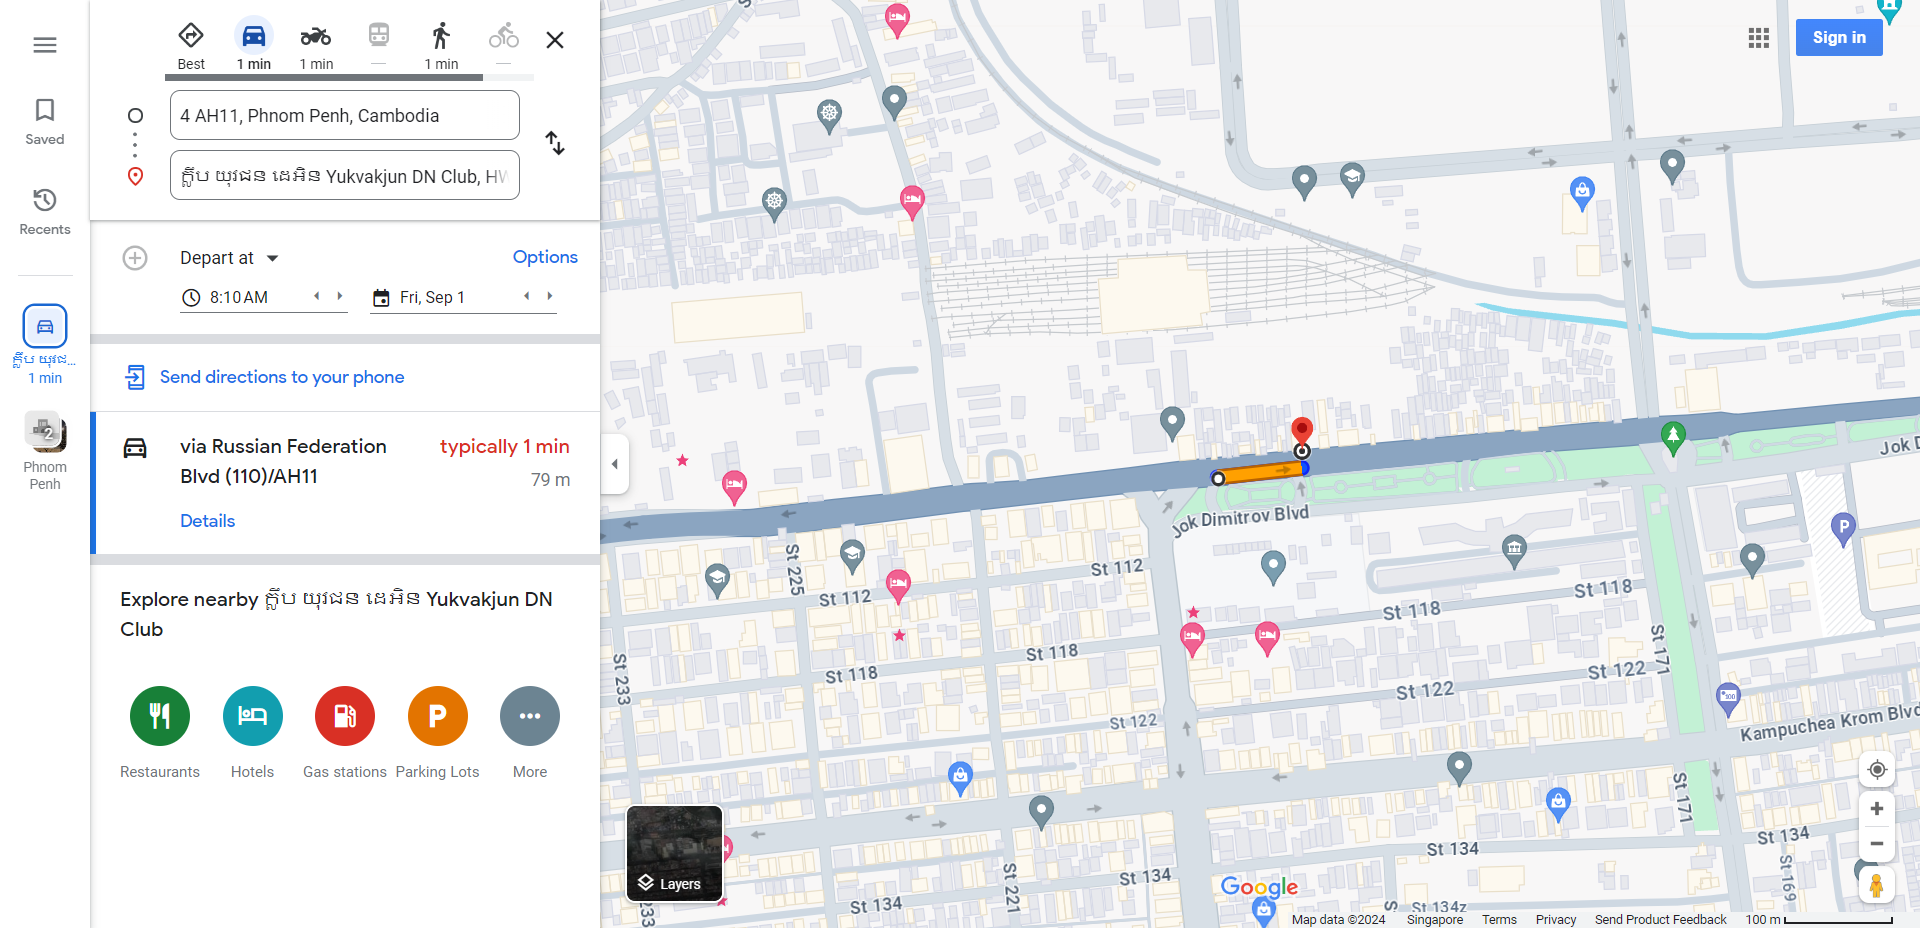 Saved
Recents
ក្លឹប យុវជ...
1 min
2
Phnom
Penh
Best
1 min
1 min
1 min
4 AH11, Phnom Penh, Cambodia
ក្លឹប យុវជន ដេអិន Yukvakjun DN Club, HW
Depart at
Options
8:10 AM
Fri, Sep 1
Send directions to your phone
via Russian Federation
Blvd (110)/AH11
typically 1 min
79 m
Details
Explore nearby ក្លឹប យុវជន ដេអិន Yukvakjun DN
Club
Restaurants
Hotels
Gas stations
Parking Lots
More
Sign in
Jok D
Jok Dimitrov Blvd
P
St 225
St 112
St 112
St 118
St 118
St 171
St 233
St 118
St 118
St 122
St 122
St 122
Kampuchea Krom Blvd
St 171
St 134
St 134
St 134
St 134
St 221
St 169
St 134z
S
233
Layers
Google
Map data ©2024
Singapore
Terms
Privacy
Send Product Feedback
100 m